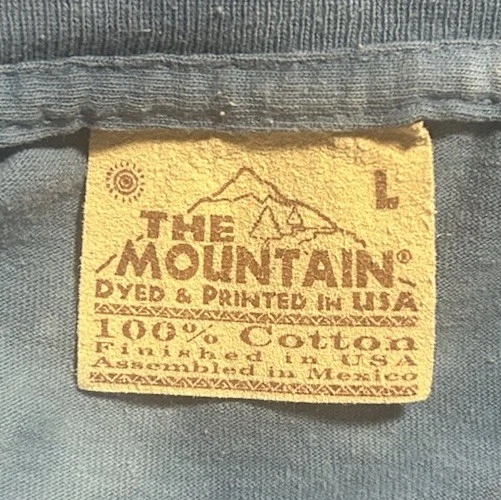 L
THE
MOUNTAIN®
DYED & PRINTED IN USA
100% Cotton
Finished in USA
Assembled in Mexico